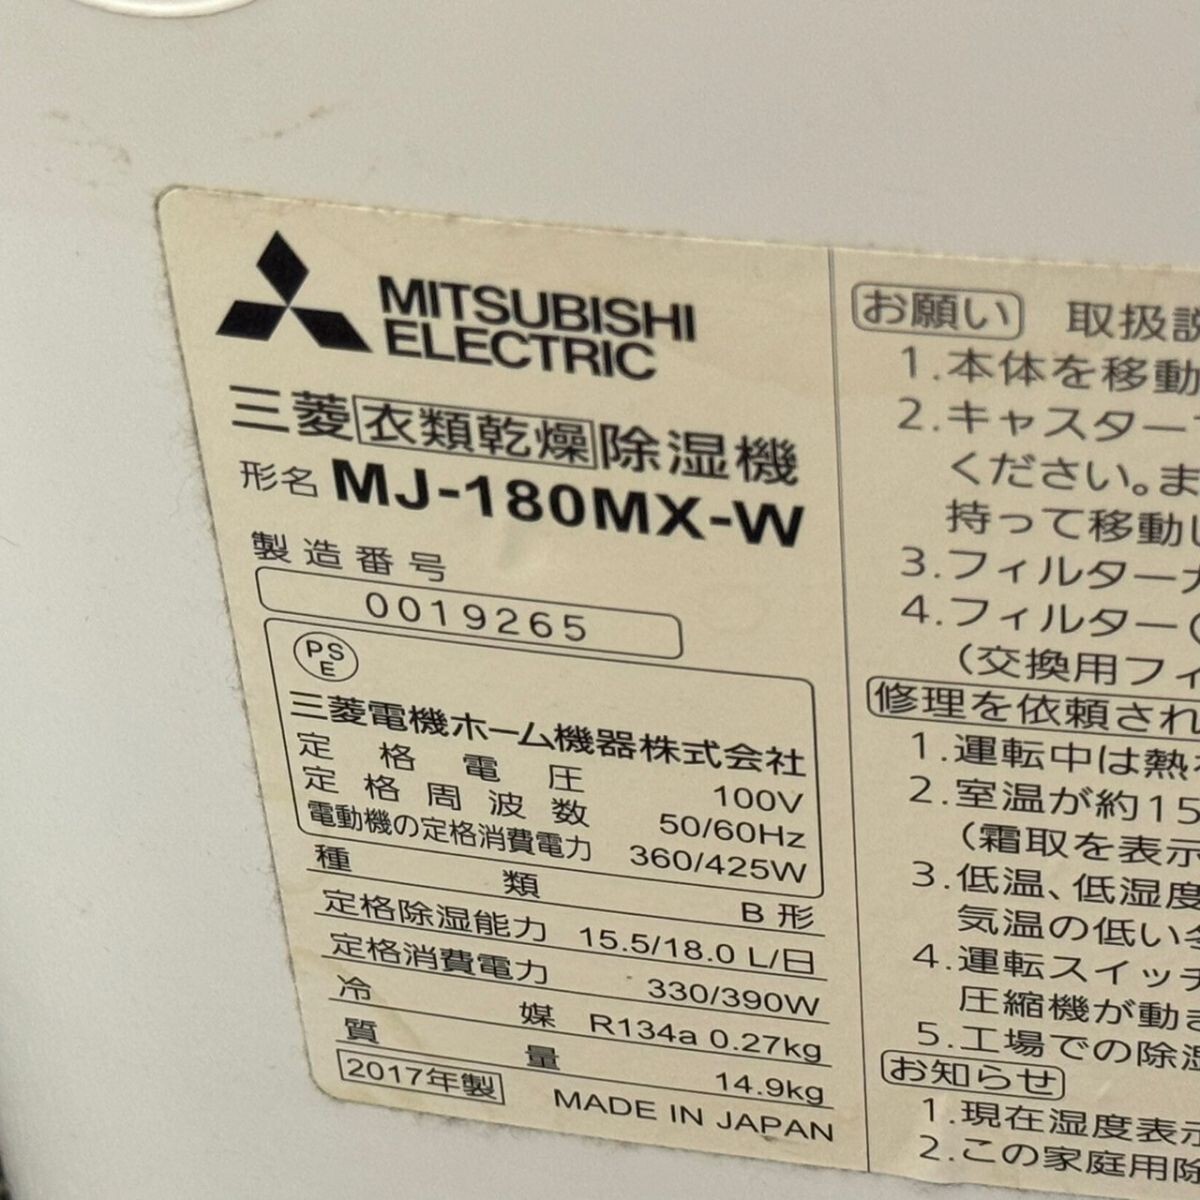 MITSUBISHI
ELECTRIC
三菱衣類乾燥除湿機
形名 MJ-180MX-W
製造番号
0019265
PSE
三菱電機ホーム機器株式会社
定格電圧 100V
定格周波数 50/60Hz
電動機の定格消費電力 360/425W
種類 B形
定格除湿能力 15.5/18.0 L/日
定格消費電力 330/390W
冷媒 R134a 0.27kg
質量 14.9kg
2017年製 MADE IN JAPAN
お願い 取扱説
1.本体を移動
2.キャスター
ください。ま
持って移動し
3.フィルター
4.フィルター(
(交換用フィ
修理を依頼され
1.運転中は熱
2.室温が約15
(霜取を表示
3.低温、低湿度
気温の低い
4.運転スイッチ
圧縮機が動き
5.工場での除湿
お知らせ
1.現在湿度表示
2.この家庭用除